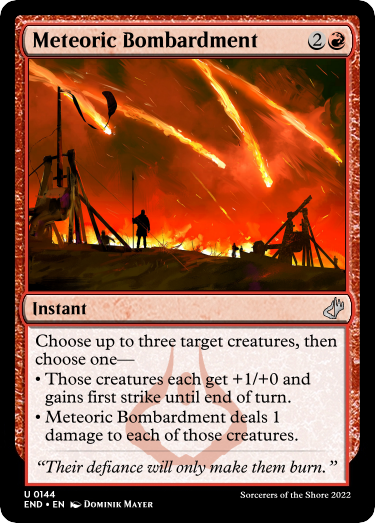 Meteoric Bombardment 2
Instant
Choose up to three target creatures, then
choose one—
• Those creatures each get +1/+0 and
gains first strike until end of turn.
• Meteoric Bombardment deals 1
damage to each of those creatures.
“Their defiance will only make them burn.”
U 0144
END • EN DOMINIK MAYER
Sorcerers of the Shore 2022